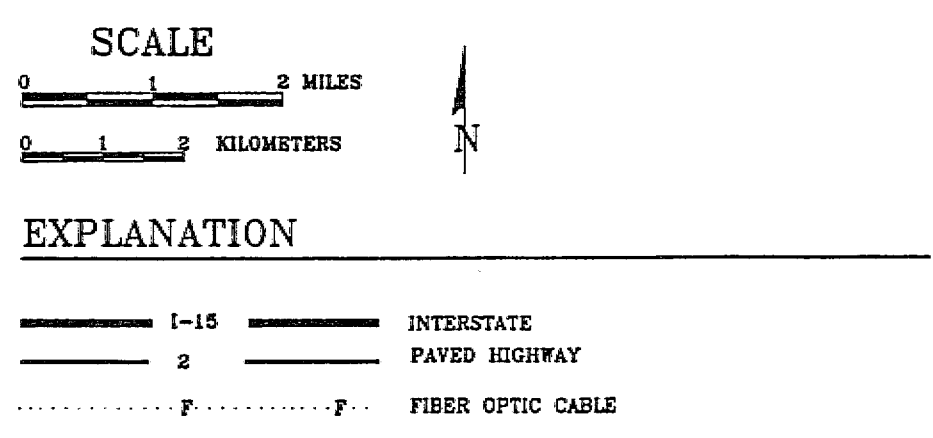 SCALE
0 1 2 MILES
0 1 2 KILOMETERS
N
EXPLANATION
I-15 INTERSTATE
2 PAVED HIGHWAY
F F FIBER OPTIC CABLE